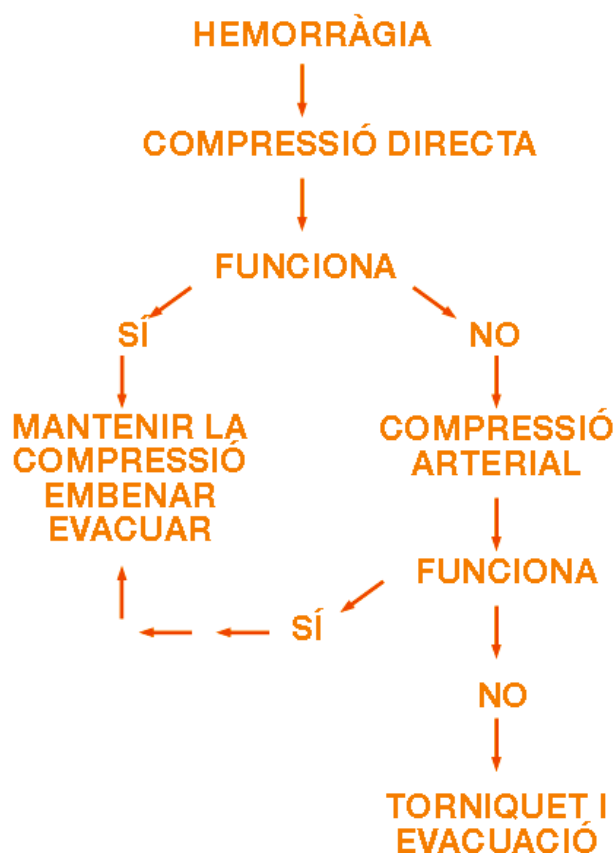 HEMORRÀGIA
COMPRESSIÓ DIRECTA
FUNCIONA
SÍ
NO
MANTENIR LA
COMPRESSIÓ
EMBENAR
EVACUAR
COMPRESSIÓ
ARTERIAL
FUNCIONA
SÍ
NO
TORNIQUET I
EVACUACIÓ